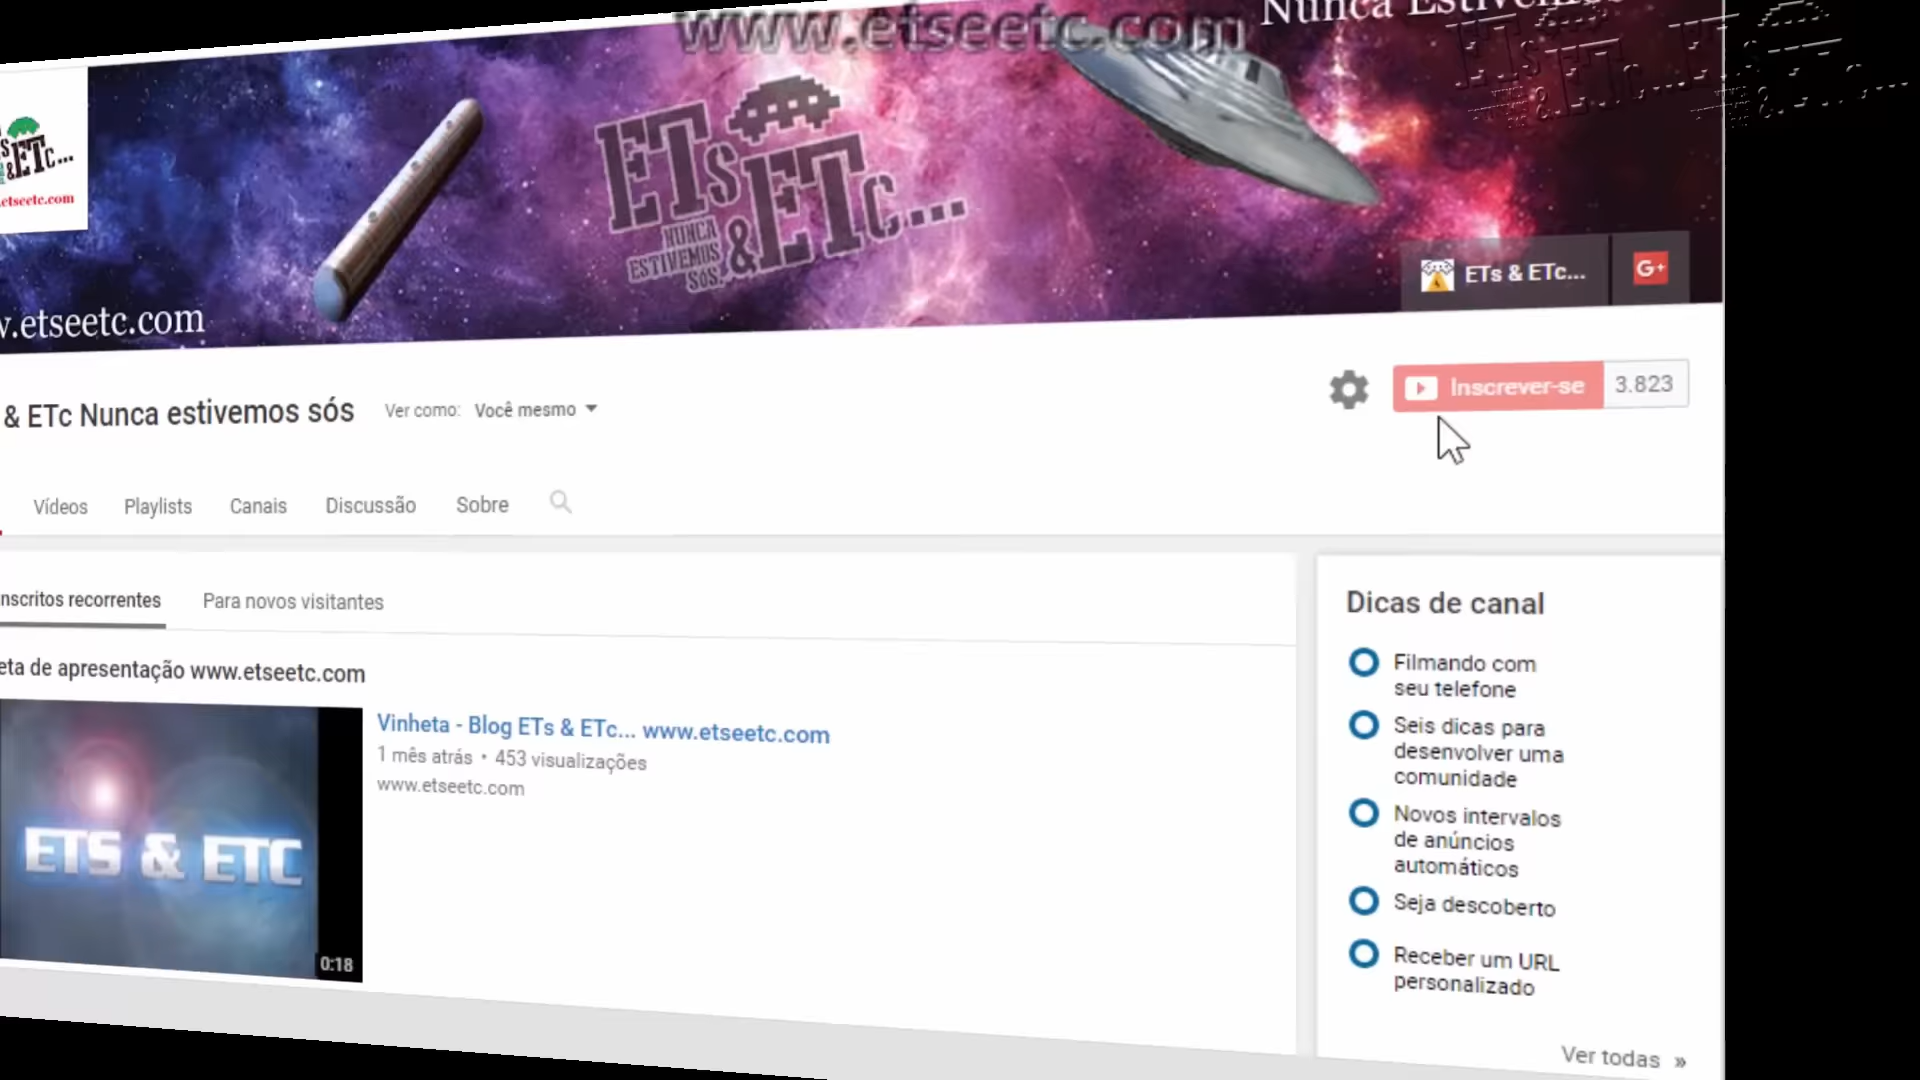 www.etseetc.com
Nunca
ETs
&ETc...
etseetc.com
ETs
&ETc...
NUNCA
ESTIVEMOS
SÓS.
ETs
&ETc...
w.etseetc.com
ETs & ETc...
G+
& ETc Nunca estivemos sós
Ver como: Você mesmo
Inscrever-se
3.823
Vídeos
Playlists
Canais
Discussão
Sobre
nscritos recorrentes
Para novos visitantes
eta de apresentação www.etseetc.com
Vinheta - Blog ETs & ETc... www.etseetc.com
1 mês atrás • 453 visualizações
www.etseetc.com
ETS & ETC
0:18
Dicas de canal
Filmando com
seu telefone
Seis dicas para
desenvolver uma
comunidade
Novos intervalos
de anúncios
automáticos
Seja descoberto
Receber um URL
personalizado
Ver todas »